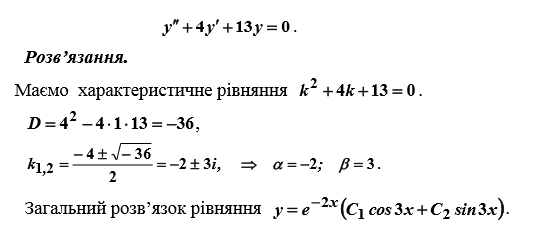 y″ + 4y′ + 13y = 0 .
Розв’язання.
Маємо характеристичне рівняння k² + 4k + 13 = 0 .
D = 4² − 4 · 1 · 13 = −36,
k₁,₂ = (−4 ± √−36) / 2 = −2 ± 3i, ⇒ α = −2; β = 3 .
Загальний розв’язок рівняння y = e⁻²ˣ(C₁ cos 3x + C₂ sin 3x).